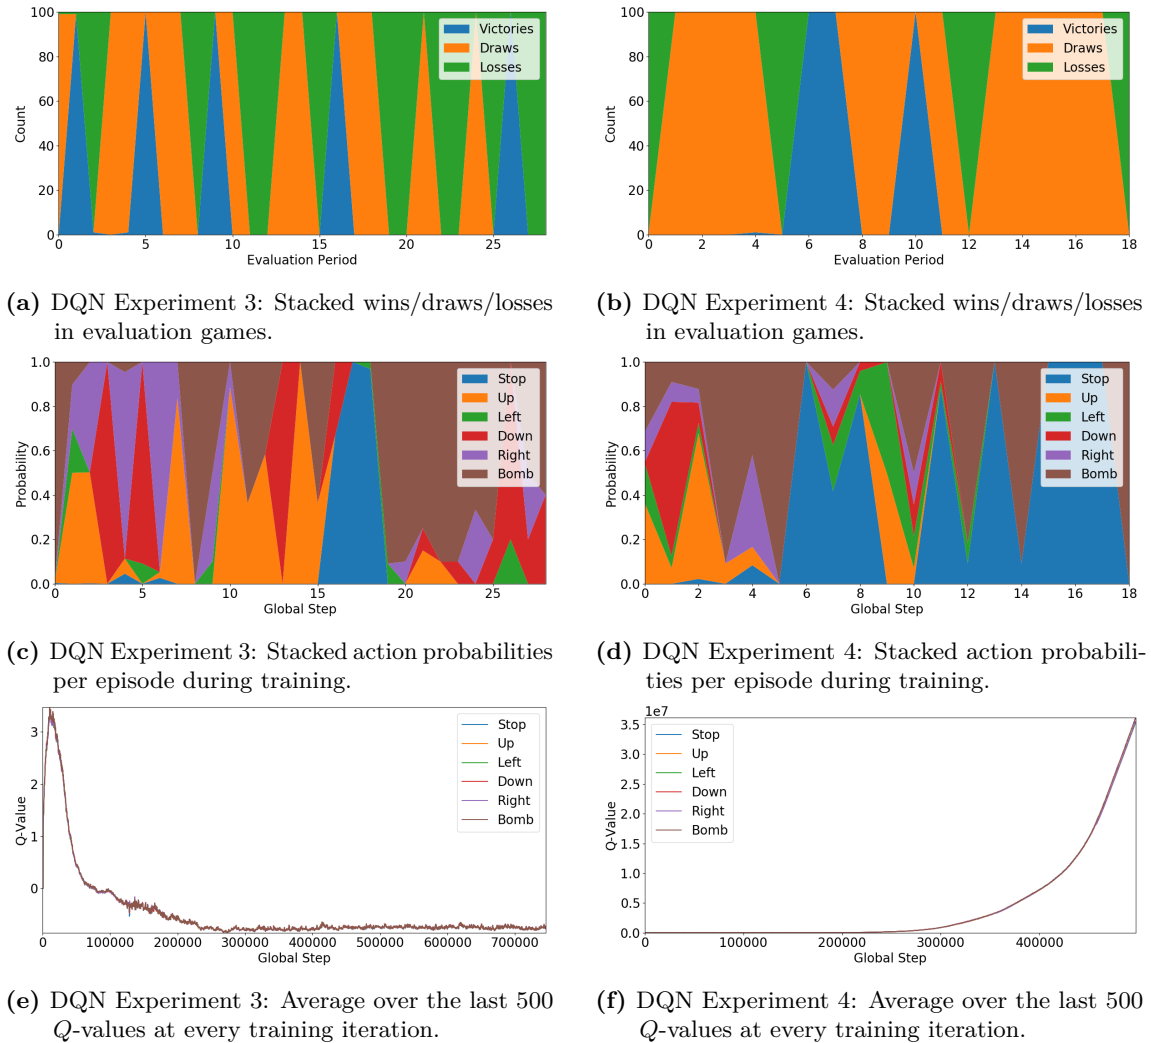 100
80
60
40
20
0
Count
Victories
Draws
Losses
0 5 10 15 20 25
Evaluation Period
100
80
60
40
20
0
Count
Victories
Draws
Losses
0 2 4 6 8 10 12 14 16 18
Evaluation Period
(a) DQN Experiment 3: Stacked wins/draws/losses
in evaluation games.
(b) DQN Experiment 4: Stacked wins/draws/losses
in evaluation games.
1.0
0.8
0.6
0.4
0.2
0.0
Probability
Stop
Up
Left
Down
Right
Bomb
0 5 10 15 20 25
Global Step
1.0
0.8
0.6
0.4
0.2
0.0
Probability
Stop
Up
Left
Down
Right
Bomb
0 2 4 6 8 10 12 14 16 18
Global Step
(c) DQN Experiment 3: Stacked action probabilities
per episode during training.
(d) DQN Experiment 4: Stacked action probabili-
ties per episode during training.
3
2
1
0
Q-Value
Stop
Up
Left
Down
Right
Bomb
0 100000 200000 300000 400000 500000 600000 700000
Global Step
1e7
3.5
3.0
2.5
2.0
1.5
1.0
0.5
0.0
Q-Value
Stop
Up
Left
Down
Right
Bomb
0 100000 200000 300000 400000
Global Step
(e) DQN Experiment 3: Average over the last 500
Q-values at every training iteration.
(f) DQN Experiment 4: Average over the last 500
Q-values at every training iteration.